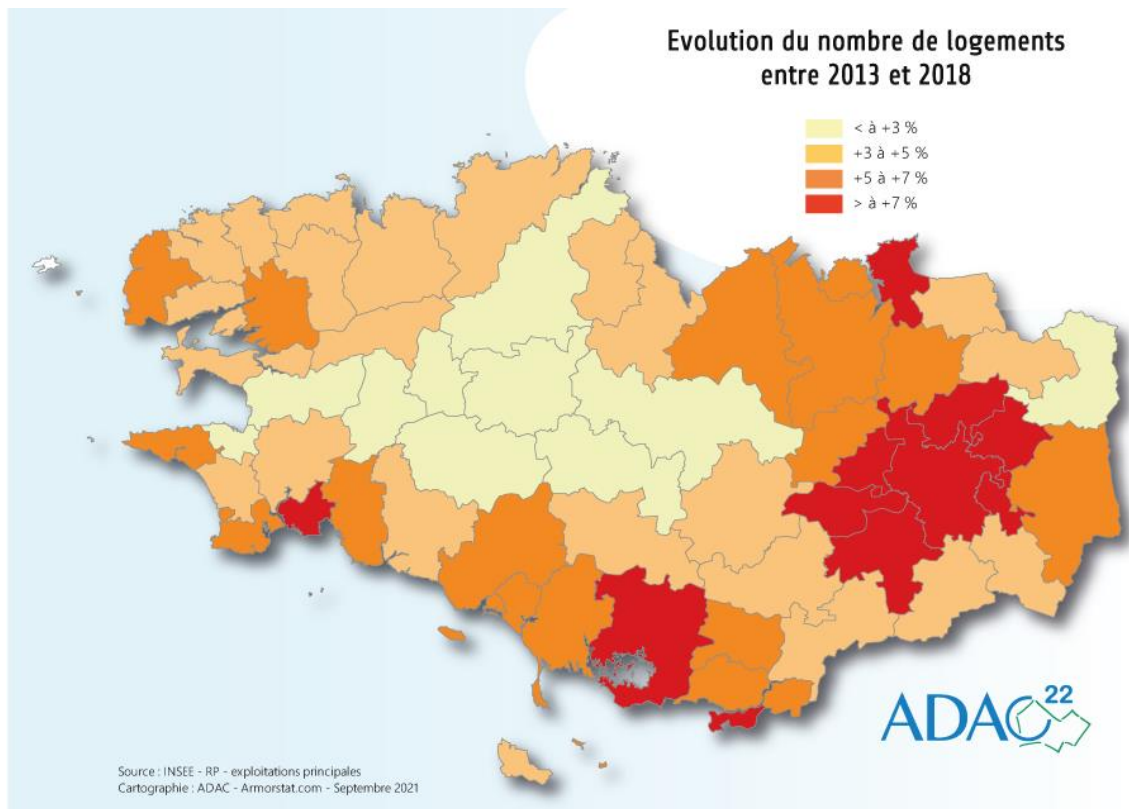 Evolution du nombre de logements
entre 2013 et 2018
< à +3 %
+3 à +5 %
+5 à +7 %
> à +7 %
ADAC22
Source : INSEE - RP - exploitations principales
Cartographie : ADAC - Armorstat.com - Septembre 2021